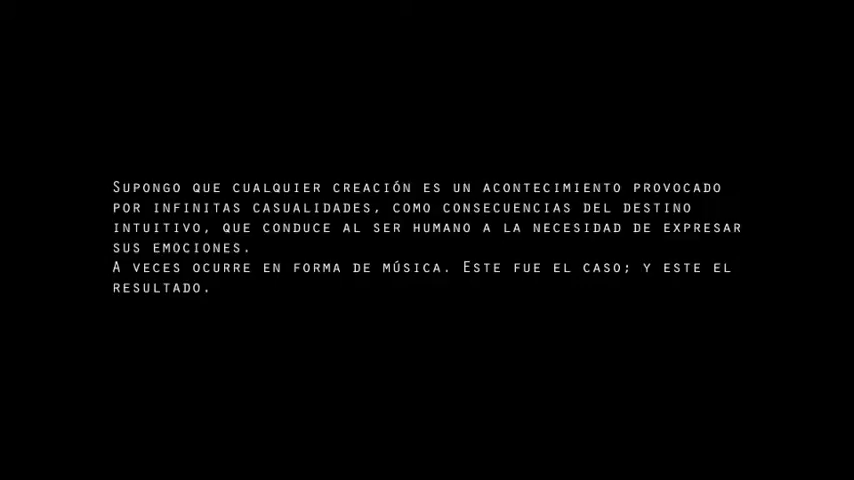 Supongo que cualquier creación es un acontecimiento provocado
por infinitas casualidades, como consecuencias del destino
intuitivo, que conduce al ser humano a la necesidad de expresar
sus emociones.
A veces ocurre en forma de música. Este fue el caso; y este el
resultado.